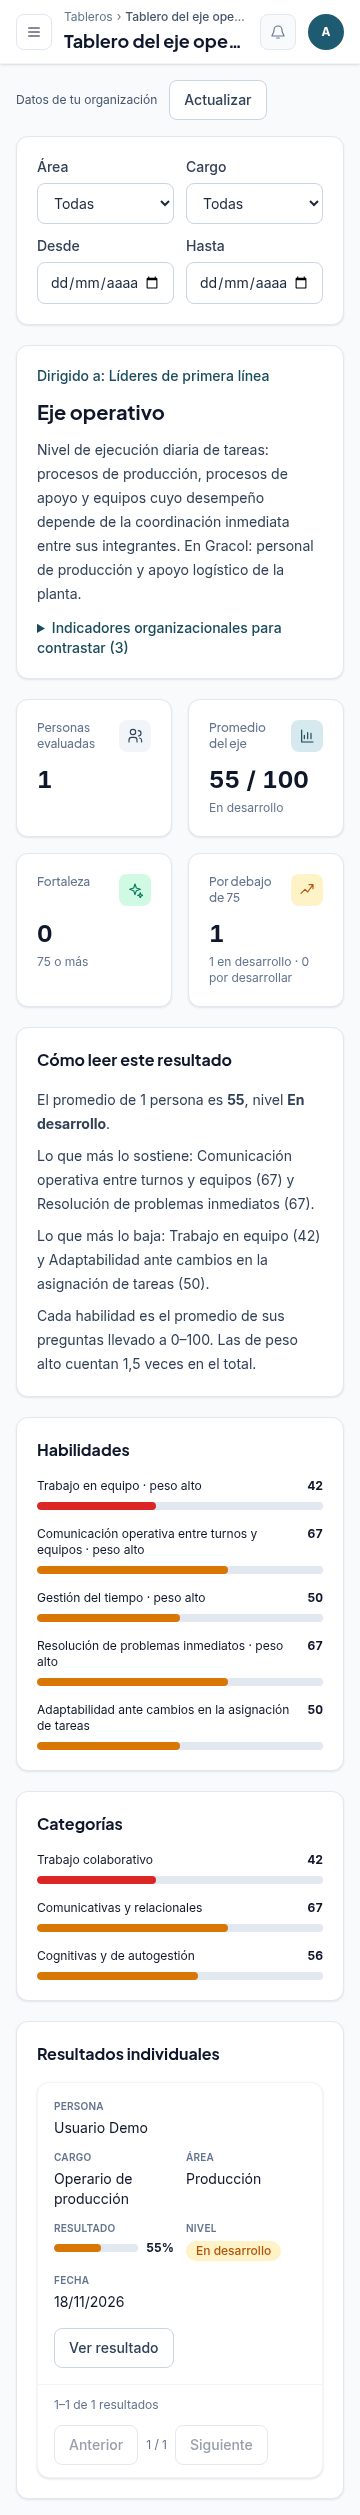 Tableros › Tablero del eje ope...
Tablero del eje ope...
A
Datos de tu organización
Actualizar
Área
Cargo
Todas
Todas
Desde
Hasta
dd/mm/aaaa
dd/mm/aaaa
Dirigido a: Líderes de primera línea
Eje operativo
Nivel de ejecución diaria de tareas:
procesos de producción, procesos de
apoyo y equipos cuyo desempeño
depende de la coordinación inmediata
entre sus integrantes. En Gracol: personal
de producción y apoyo logístico de la
planta.
Indicadores organizacionales para
contrastar (3)
Personas
evaluadas
1
Promedio
del eje
55 / 100
En desarrollo
Fortaleza
0
75 o más
Por debajo
de 75
1
1 en desarrollo · 0
por desarrollar
Cómo leer este resultado
El promedio de 1 persona es 55, nivel En
desarrollo.
Lo que más lo sostiene: Comunicación
operativa entre turnos y equipos (67) y
Resolución de problemas inmediatos (67).
Lo que más lo baja: Trabajo en equipo (42)
y Adaptabilidad ante cambios en la
asignación de tareas (50).
Cada habilidad es el promedio de sus
preguntas llevado a 0–100. Las de peso
alto cuentan 1,5 veces en el total.
Habilidades
Trabajo en equipo · peso alto 42
Comunicación operativa entre turnos y 67
equipos · peso alto
Gestión del tiempo · peso alto 50
Resolución de problemas inmediatos · peso 67
alto
Adaptabilidad ante cambios en la asignación 50
de tareas
Categorías
Trabajo colaborativo 42
Comunicativas y relacionales 67
Cognitivas y de autogestión 56
Resultados individuales
PERSONA
Usuario Demo
CARGO
Operario de
producción
ÁREA
Producción
RESULTADO
55%
NIVEL
En desarrollo
FECHA
18/11/2026
Ver resultado
1–1 de 1 resultados
Anterior
1 / 1
Siguiente